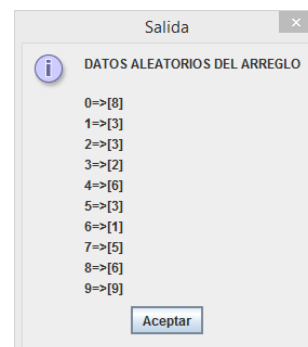 Salida
×
i
DATOS ALEATORIOS DEL ARREGLO
0=>[8]
1=>[3]
2=>[3]
3=>[2]
4=>[6]
5=>[3]
6=>[1]
7=>[5]
8=>[6]
9=>[9]
Aceptar